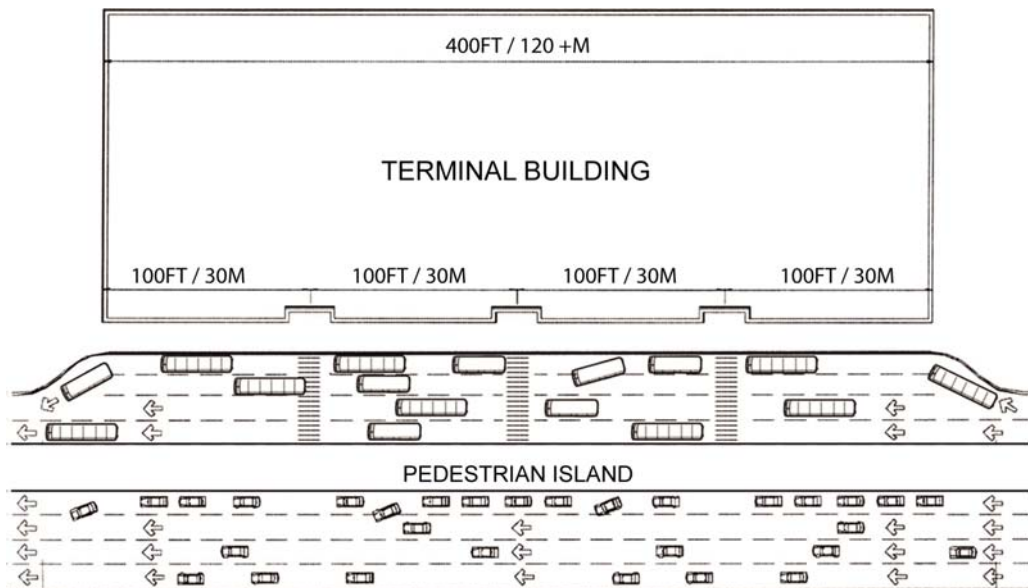 400FT / 120 +M
TERMINAL BUILDING
100FT / 30M 100FT / 30M 100FT / 30M 100FT / 30M
PEDESTRIAN ISLAND